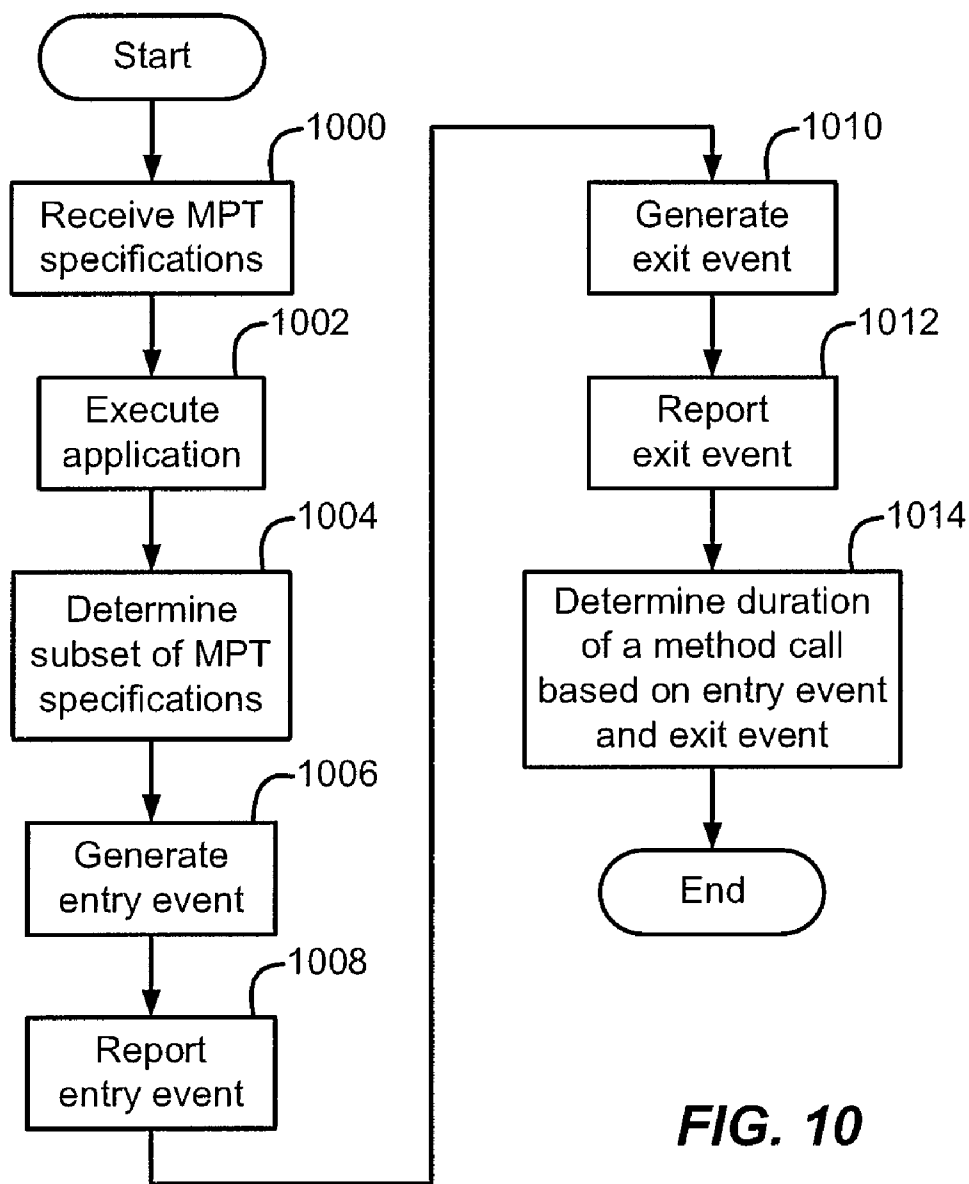 Start
1000
Receive MPT
specifications
1002
Execute
application
1004
Determine
subset of MPT
specifications
1006
Generate
entry event
1008
Report
entry event
1010
Generate
exit event
1012
Report
exit event
1014
Determine duration
of a method call
based on entry event
and exit event
End
FIG. 10